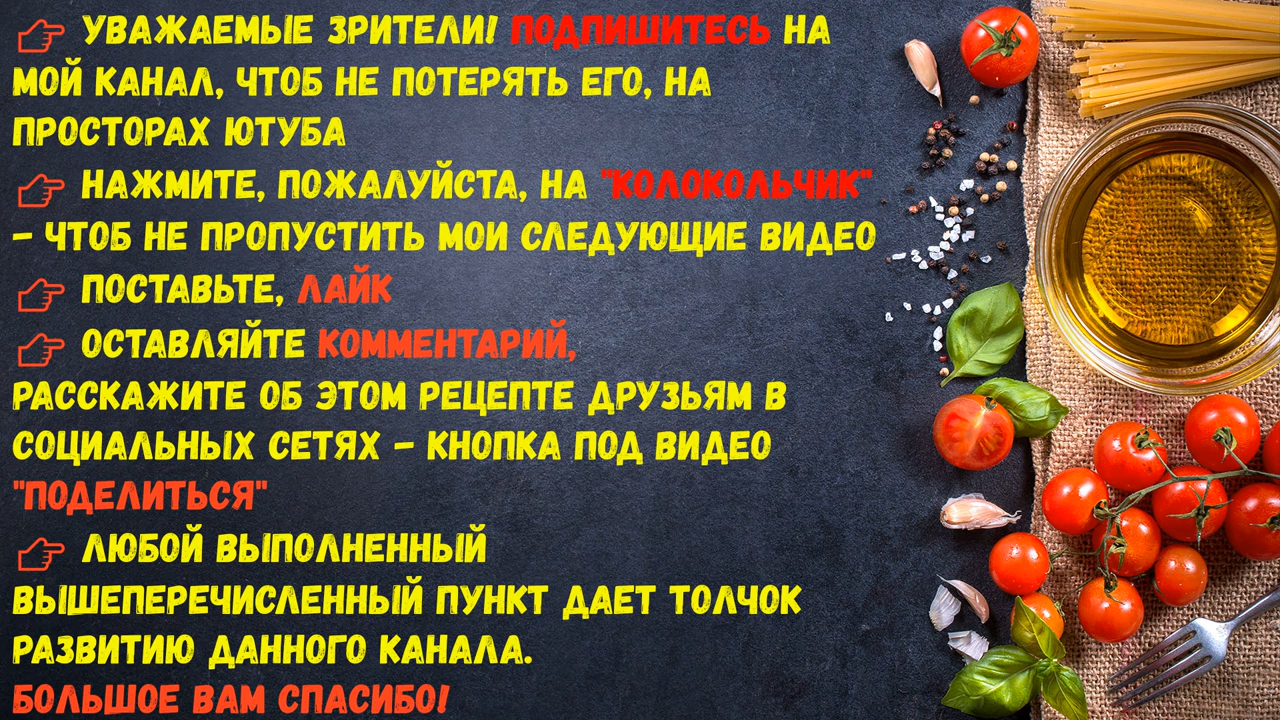 УВАЖАЕМЫЕ ЗРИТЕЛИ! ПОДПИШИТЕСЬ НА
МОЙ КАНАЛ, ЧТОБ НЕ ПОТЕРЯТЬ ЕГО, НА
ПРОСТОРАХ ЮТУБА
НАЖМИТЕ, ПОЖАЛУЙСТА, НА "КОЛОКОЛЬЧИК"
- ЧТОБ НЕ ПРОПУСТИТЬ МОИ СЛЕДУЮЩИЕ ВИДЕО
ПОСТАВЬТЕ, ЛАЙК
ОСТАВЛЯЙТЕ КОММЕНТАРИЙ,
РАССКАЖИТЕ ОБ ЭТОМ РЕЦЕПТЕ ДРУЗЬЯМ В
СОЦИАЛЬНЫХ СЕТЯХ - КНОПКА ПОД ВИДЕО
"ПОДЕЛИТЬСЯ"
ЛЮБОЙ ВЫПОЛНЕННЫЙ
ВЫШЕПЕРЕЧИСЛЕННЫЙ ПУНКТ ДАЕТ ТОЛЧОК
РАЗВИТИЮ ДАННОГО КАНАЛА.
БОЛЬШОЕ ВАМ СПАСИБО!